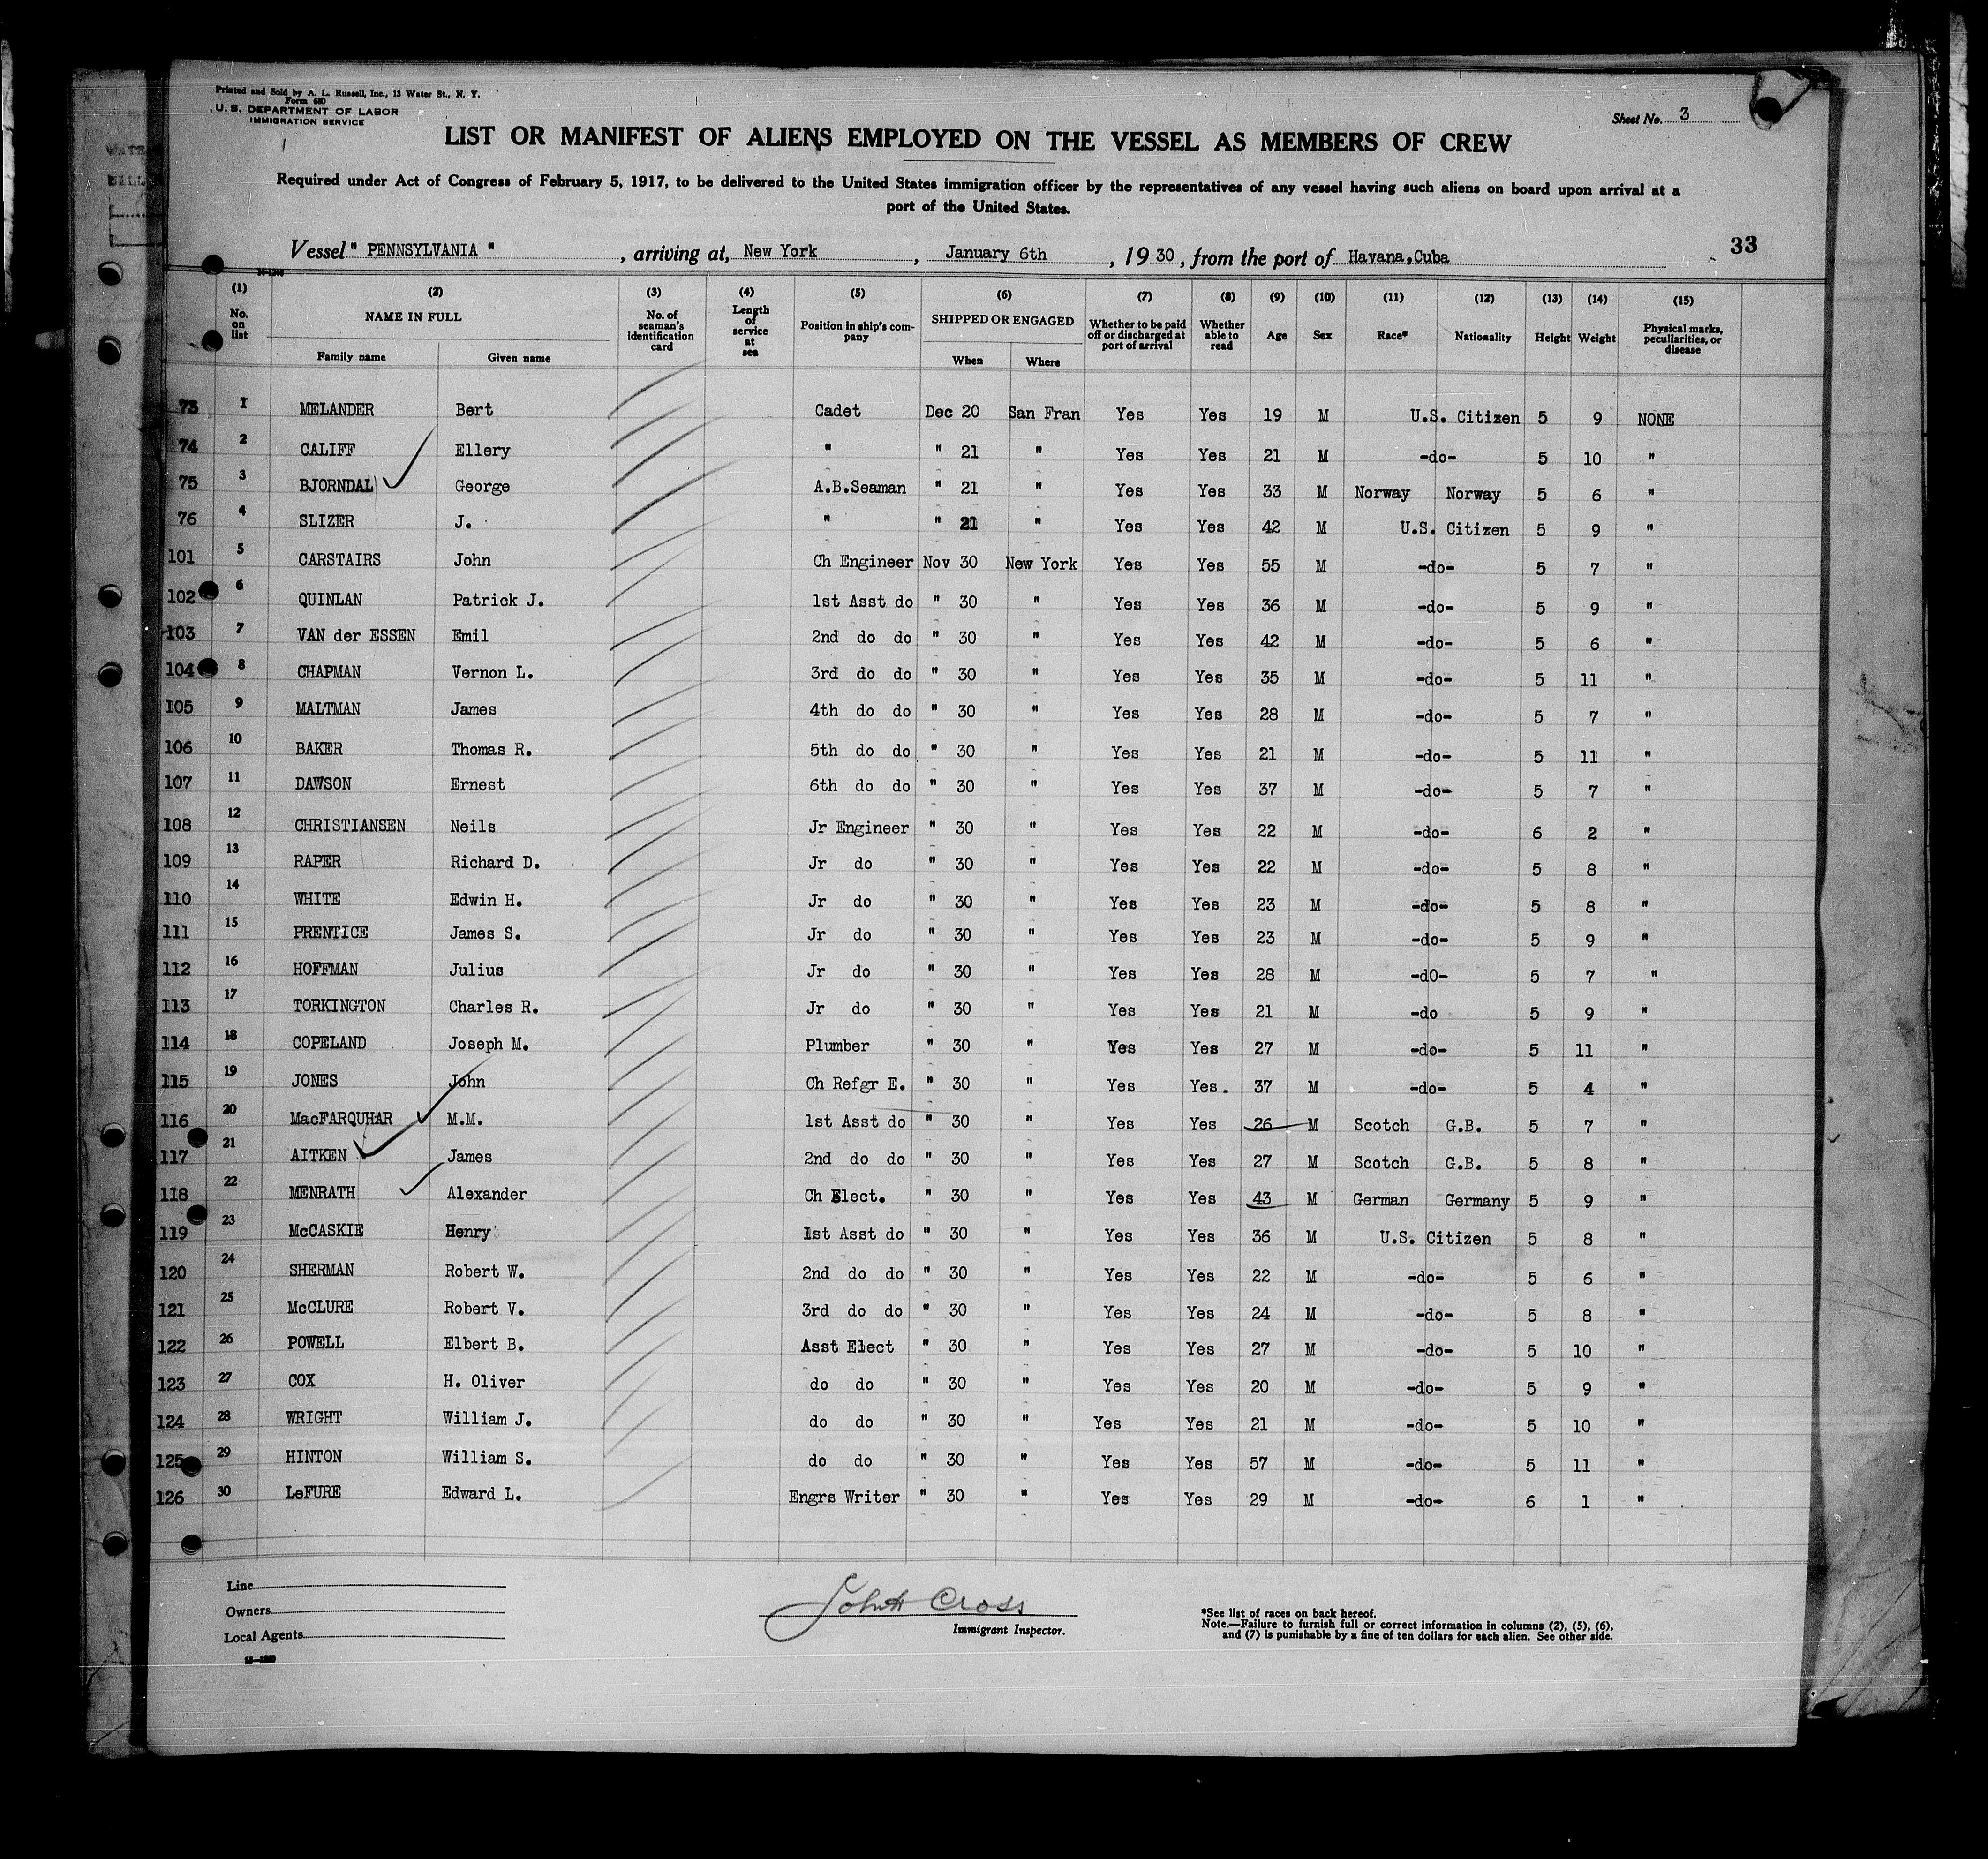 Printed and Sold by A. L. Russell, Inc., 13 Water St., N. Y.
Form 680
U. S. DEPARTMENT OF LABOR
IMMIGRATION SERVICE
Sheet No. 3
LIST OR MANIFEST OF ALIENS EMPLOYED ON THE VESSEL AS MEMBERS OF CREW
Required under Act of Congress of February 5, 1917, to be delivered to the United States immigration officer by the representatives of any vessel having such aliens on board upon arrival at a
port of the United States.
Vessel " PENNSYLVANIA " , arriving at, New York , January 6th , 19 30 , from the port of Havana,Cuba
33
(1) (2) (3) (4) (5) (6) (7) (8) (9) (10) (11) (12) (13) (14) (15)
No. on list NAME IN FULL Family name Given name No. of seaman's identification card Length of service at sea Position in ship's company SHIPPED OR ENGAGED When Where Whether to be paid off or discharged at port of arrival Whether able to read Age Sex Race* Nationality Height Weight Physical marks, peculiarities, or disease
73 1 MELANDER Bert Cadet Dec 20 San Fran Yes Yes 19 M U.S. Citizen 5 9 NONE
74 2 CALIFF Ellery " " 21 " Yes Yes 21 M -do- 5 10 "
75 3 BJORNDAL George A.B.Seaman " 21 " Yes Yes 33 M Norway Norway 5 6 "
76 4 SLIZER J. " " 21 " Yes Yes 42 M U.S. Citizen 5 9 "
101 5 CARSTAIRS John Ch Engineer Nov 30 New York Yes Yes 55 M -do- 5 7 "
102 6 QUINLAN Patrick J. 1st Asst do " 30 " Yes Yes 36 M -do- 5 9 "
103 7 VAN der ESSEN Emil 2nd do do " 30 " Yes Yes 42 M -do- 5 6 "
104 8 CHAPMAN Vernon L. 3rd do do " 30 " Yes Yes 35 M -do- 5 11 "
105 9 MALTMAN James 4th do do " 30 " Yes Yes 28 M -do- 5 7 "
106 10 BAKER Thomas R. 5th do do " 30 " Yes Yes 21 M -do- 5 11 "
107 11 DAWSON Ernest 6th do do " 30 " Yes Yes 37 M -do- 5 7 "
108 12 CHRISTIANSEN Neils Jr Engineer " 30 " Yes Yes 22 M -do- 6 2 "
109 13 RAPER Richard D. Jr do " 30 " Yes Yes 22 M -do- 5 8 "
110 14 WHITE Edwin H. Jr do " 30 " Yes Yes 23 M -do- 5 8 "
111 15 PRENTICE James S. Jr do " 30 " Yes Yes 23 M -do- 5 9 "
112 16 HOFFMAN Julius Jr do " 30 " Yes Yes 28 M -dO- 5 7 "
113 17 TORKINGTON Charles R. Jr do " 30 " Yes Yes 21 M -do 5 9 "
114 18 COPELAND Joseph M. Plumber " 30 " Yes Yes 27 M -do- 5 11 "
115 19 JONES John Ch Refgr E. " 30 " Yes Yes. 37 M -do- 5 4 "
116 20 MacFARQUHAR M.M. 1st Asst do " 30 " Yes Yes 26 M Scotch G.B. 5 7 "
117 21 AITKEN James 2nd do do " 30 " Yes Yes 27 M Scotch G.B. 5 8 "
118 22 MENRATH Alexander Ch Elect. " 30 " Yes Yes 43 M German Germany 5 9 "
119 23 McCASKIE Henry 1st Asst do " 30 " Yes Yes 36 M U.S. Citizen 5 8 "
120 24 SHERMAN Robert W. 2nd do do " 30 " Yes Yes 22 M -do- 5 6 "
121 25 McCLURE Robert V. 3rd do do " 30 " Yes Yes 24 M -do- 5 8 "
122 26 POWELL Elbert B. Asst Elect " 30 " Yes Yes 27 M -do- 5 10 "
123 27 COX H. Oliver do do " 30 " Yes Yes 20 M -do- 5 9 "
124 28 WRIGHT William J. do do " 30 " Yes Yes 21 M -do- 5 10 "
125 29 HINTON William S. do do " 30 " Yes Yes 57 M -do- 5 11 "
126 30 LeFURE Edward L. Engrs Writer " 30 " Yes Yes 29 M -do- 6 1 "
Line
Owners
Local Agents
John H Cross
Immigrant Inspector.
*See list of races on back hereof.
Note.—Failure to furnish full or correct information in columns (2), (5), (6),
and (7) is punishable by a fine of ten dollars for each alien. See other side.